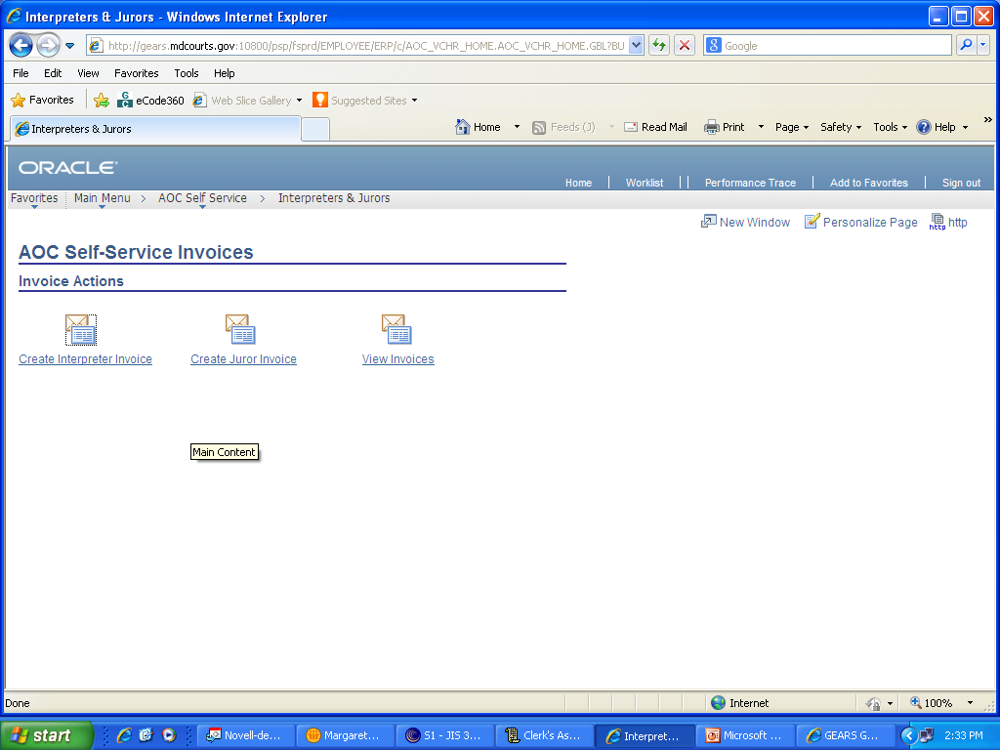 Interpreters & Jurors - Windows Internet Explorer
http://gears.mdcourts.gov:10800/psp/fsprd/EMPLOYEE/ERP/c/AOC_VCHR_HOME.AOC_VCHR_HOME.GBL?BU
Google
File Edit View Favorites Tools Help
Favorites eCode360 Web Slice Gallery Suggested Sites
Interpreters & Jurors
Home Feeds (J) Read Mail Print Page Safety Tools Help »
ORACLE
Home Worklist Performance Trace Add to Favorites Sign out
Favorites Main Menu > AOC Self Service > Interpreters & Jurors
New Window Personalize Page http
AOC Self-Service Invoices
Invoice Actions
Create Interpreter Invoice Create Juror Invoice View Invoices
Main Content
Done Internet 100%
start Novell-de... Margaret... S1 - JIS 3... Clerk's As... Interpret... Microsoft ... GEARS G... 2:33 PM